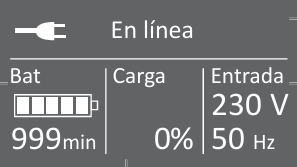 En línea
Bat Carga Entrada
230 V
999min 0% 50 Hz